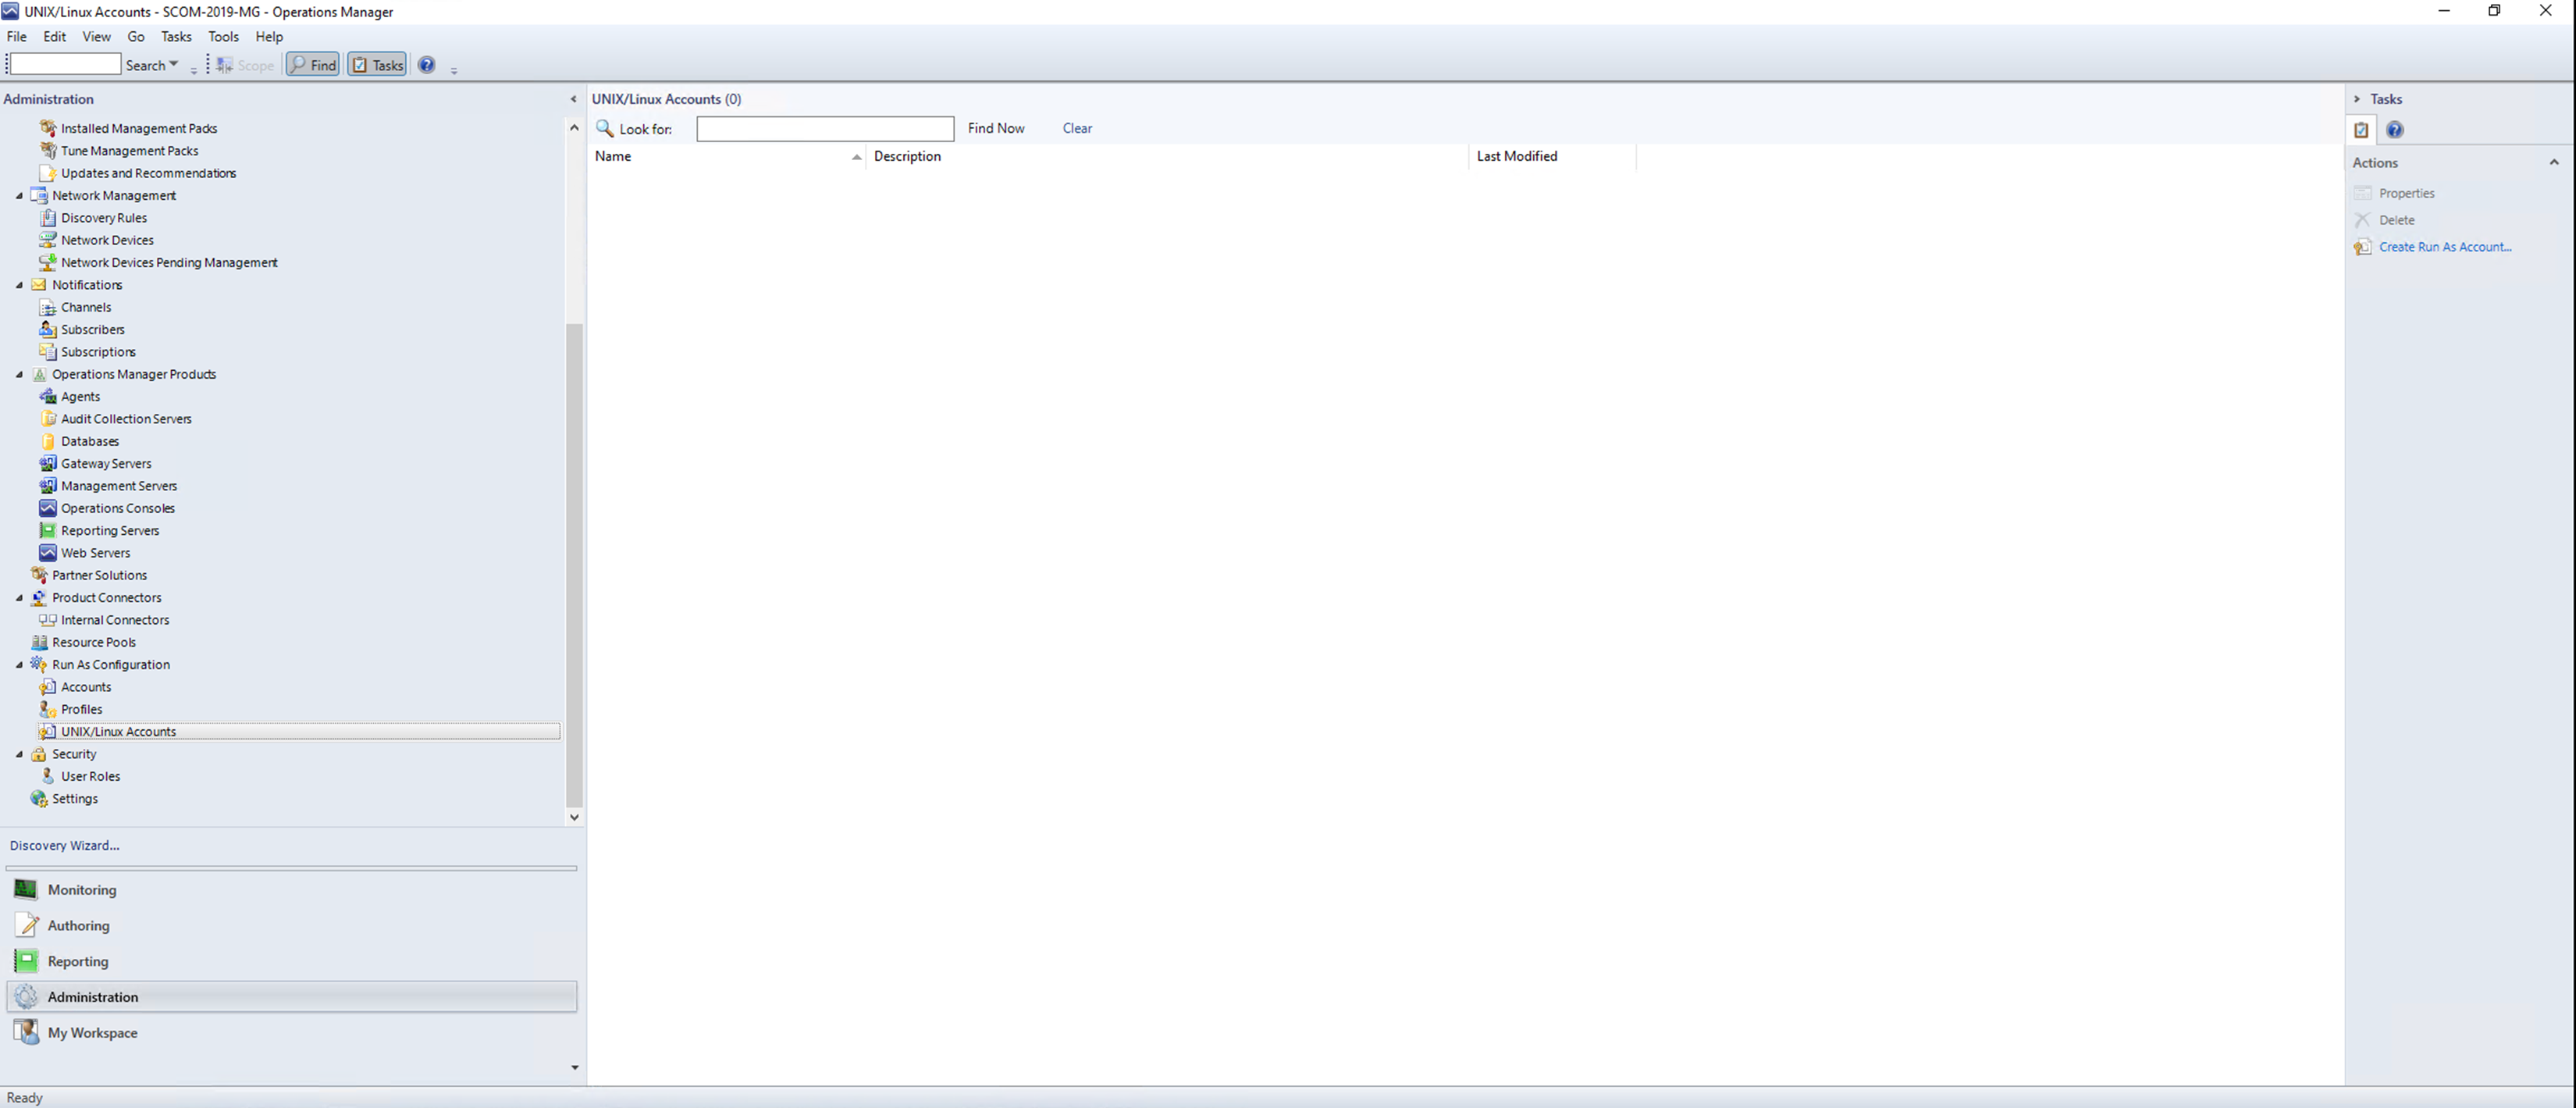 UNIX/Linux Accounts - SCOM-2019-MG - Operations Manager
File Edit View Go Tasks Tools Help
Search Scope Find Tasks
Administration
Installed Management Packs
Tune Management Packs
Updates and Recommendations
Network Management
Discovery Rules
Network Devices
Network Devices Pending Management
Notifications
Channels
Subscribers
Subscriptions
Operations Manager Products
Agents
Audit Collection Servers
Databases
Gateway Servers
Management Servers
Operations Consoles
Reporting Servers
Web Servers
Partner Solutions
Product Connectors
Internal Connectors
Resource Pools
Run As Configuration
Accounts
Profiles
UNIX/Linux Accounts
Security
User Roles
Settings
Discovery Wizard...
Monitoring
Authoring
Reporting
Administration
My Workspace
UNIX/Linux Accounts (0)
Look for: Find Now Clear
Name Description Last Modified
Tasks
Actions
Properties
Delete
Create Run As Account...
Ready